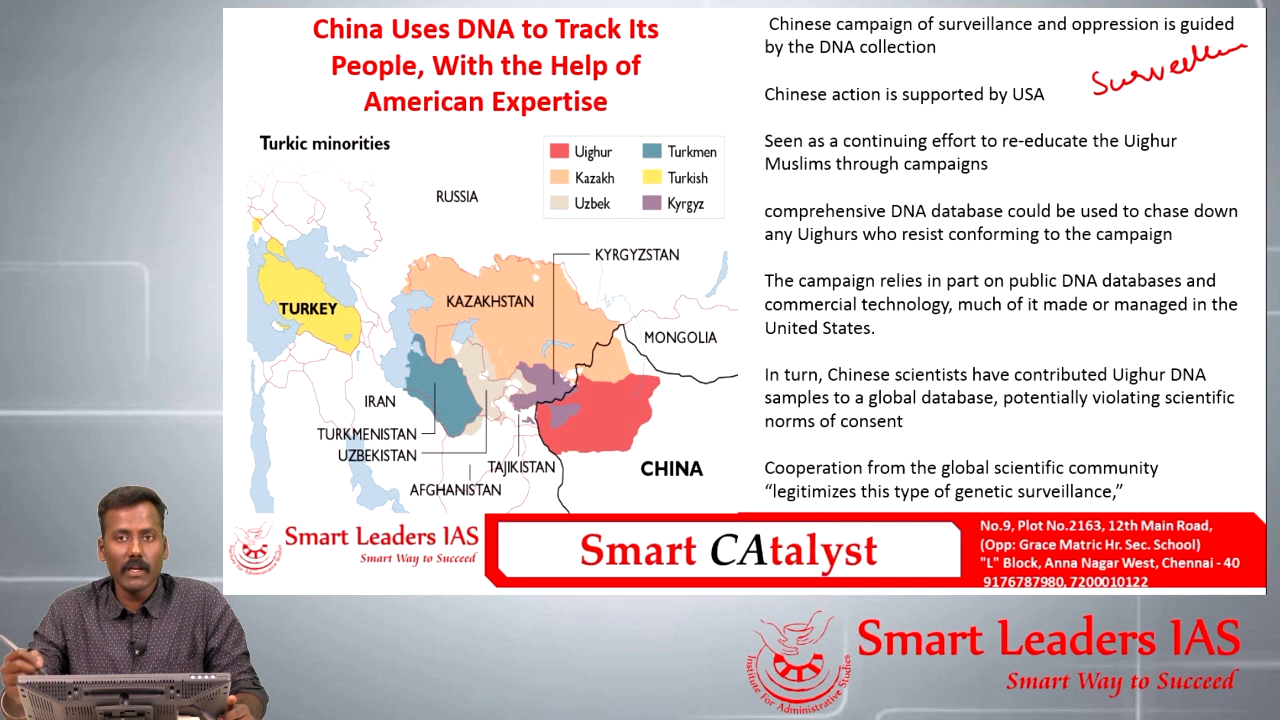 China Uses DNA to Track Its
People, With the Help of
American Expertise
Turkic minorities
Uighur
Turkmen
Kazakh
Turkish
Uzbek
Kyrgyz
RUSSIA
KYRGYZSTAN
KAZAKHSTAN
TURKEY
MONGOLIA
IRAN
TURKMENISTAN
UZBEKISTAN
TAJIKISTAN
CHINA
AFGHANISTAN
Chinese campaign of surveillance and oppression is guided
by the DNA collection
Chinese action is supported by USA
Seen as a continuing effort to re-educate the Uighur
Muslims through campaigns
comprehensive DNA database could be used to chase down
any Uighurs who resist conforming to the campaign
The campaign relies in part on public DNA databases and
commercial technology, much of it made or managed in the
United States.
In turn, Chinese scientists have contributed Uighur DNA
samples to a global database, potentially violating scientific
norms of consent
Cooperation from the global scientific community
“legitimizes this type of genetic surveillance,”
Smart Leaders IAS
Smart Way to Succeed
Smart CAtalyst
No.9, Plot No.2163, 12th Main Road,
(Opp: Grace Matric Hr. Sec. School)
"L" Block, Anna Nagar West, Chennai - 40
9176787980, 7200010122
Institute For Administrative Studies
Smart Leaders IAS
Smart Way to Succeed